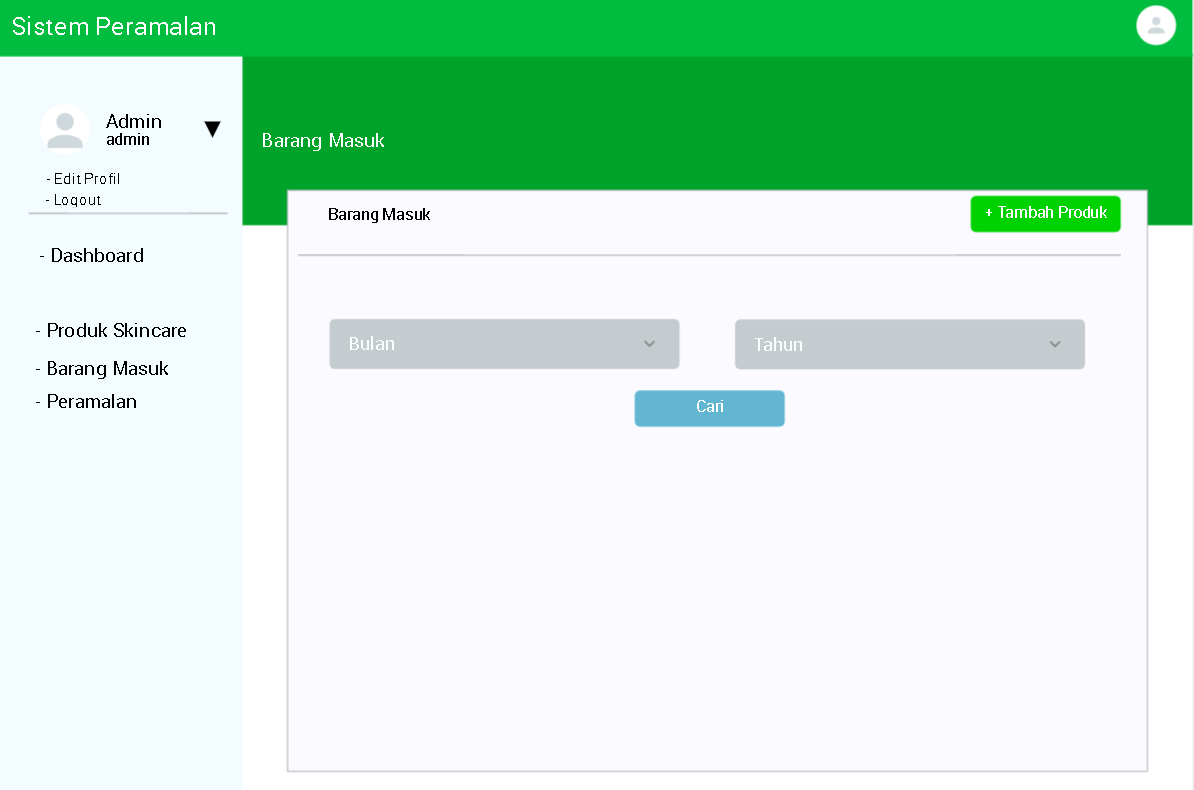 Sistem Peramalan
Admin
admin
- Edit Profil
- Logout
- Dashboard
- Produk Skincare
- Barang Masuk
- Peramalan
Barang Masuk
Barang Masuk
+ Tambah Produk
Bulan
Tahun
Cari